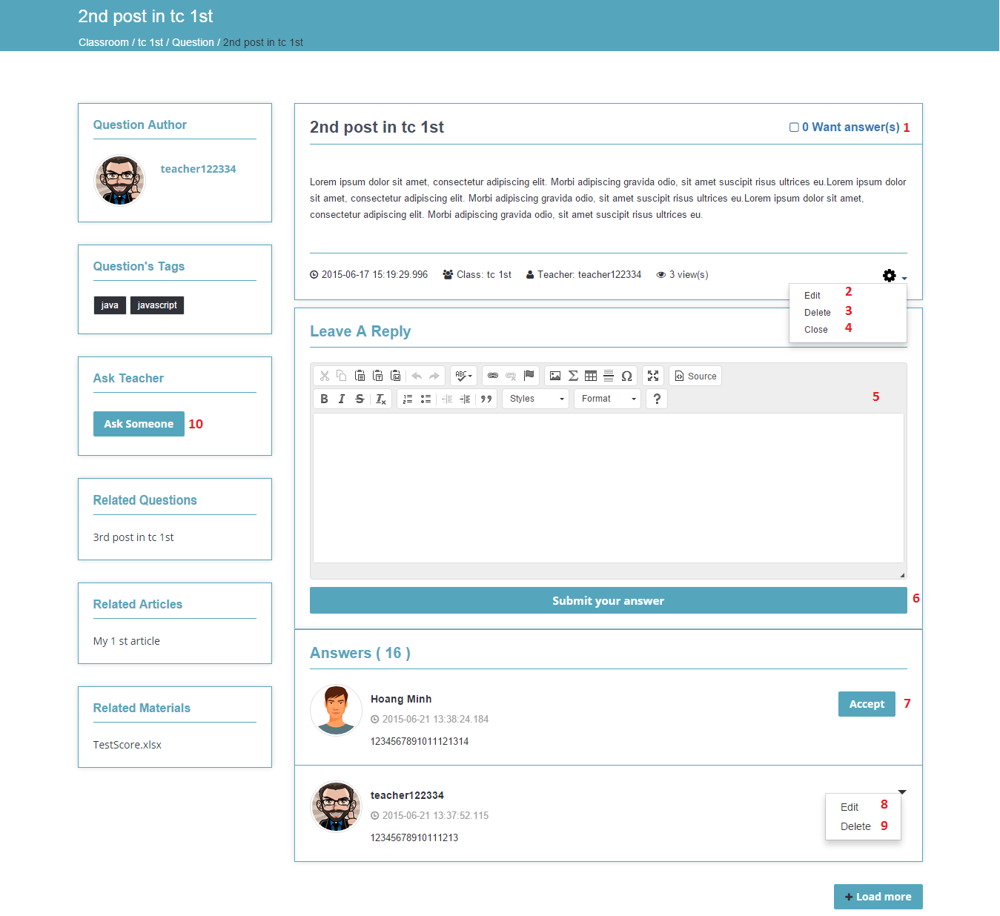 2nd post in tc 1st
Classroom / tc 1st / Question / 2nd post in tc 1st
Question Author
teacher122334
Question's Tags
java javascript
Ask Teacher
Ask Someone 10
Related Questions
3rd post in tc 1st
Related Articles
My 1 st article
Related Materials
TestScore.xlsx
2nd post in tc 1st
0 Want answer(s) 1
Lorem ipsum dolor sit amet, consectetur adipiscing elit. Morbi adipiscing gravida odio, sit amet suscipit risus ultrices eu.Lorem ipsum dolor
sit amet, consectetur adipiscing elit. Morbi adipiscing gravida odio, sit amet suscipit risus ultrices eu.Lorem ipsum dolor sit amet,
consectetur adipiscing elit. Morbi adipiscing gravida odio, sit amet suscipit risus ultrices eu.
2015-06-17 15:19:29.996 Class: tc 1st Teacher: teacher122334 3 view(s)
Edit 2
Delete 3
Close 4
Leave A Reply
ABC Σ Ω Source
B I S Tx Styles Format ? 5
Submit your answer 6
Answers ( 16 )
Hoang Minh
2015-06-21 13:38:24.184
1234567891011121314
Accept 7
teacher122334
2015-06-21 13:37:52.115
12345678910111213
Edit 8
Delete 9
+ Load more